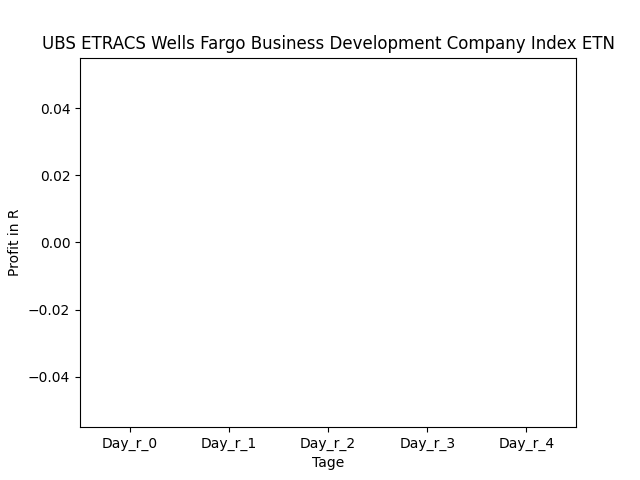 UBS ETRACS Wells Fargo Business Development Company Index ETN
0.04
0.02
0.00
−0.02
−0.04
Profit in R
Day_r_0 Day_r_1 Day_r_2 Day_r_3 Day_r_4
Tage